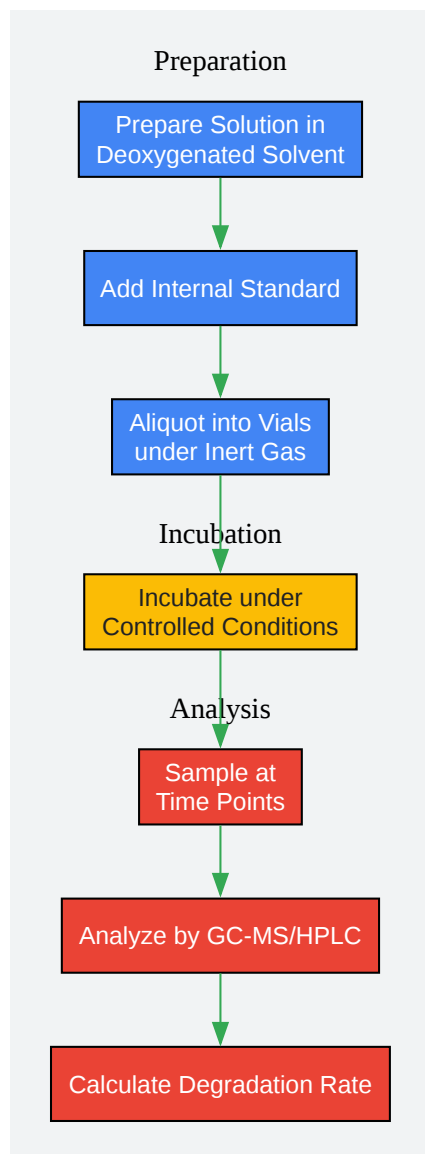 Preparation
Prepare Solution in
Deoxygenated Solvent
Add Internal Standard
Aliquot into Vials
under Inert Gas
Incubation
Incubate under
Controlled Conditions
Analysis
Sample at
Time Points
Analyze by GC-MS/HPLC
Calculate Degradation Rate